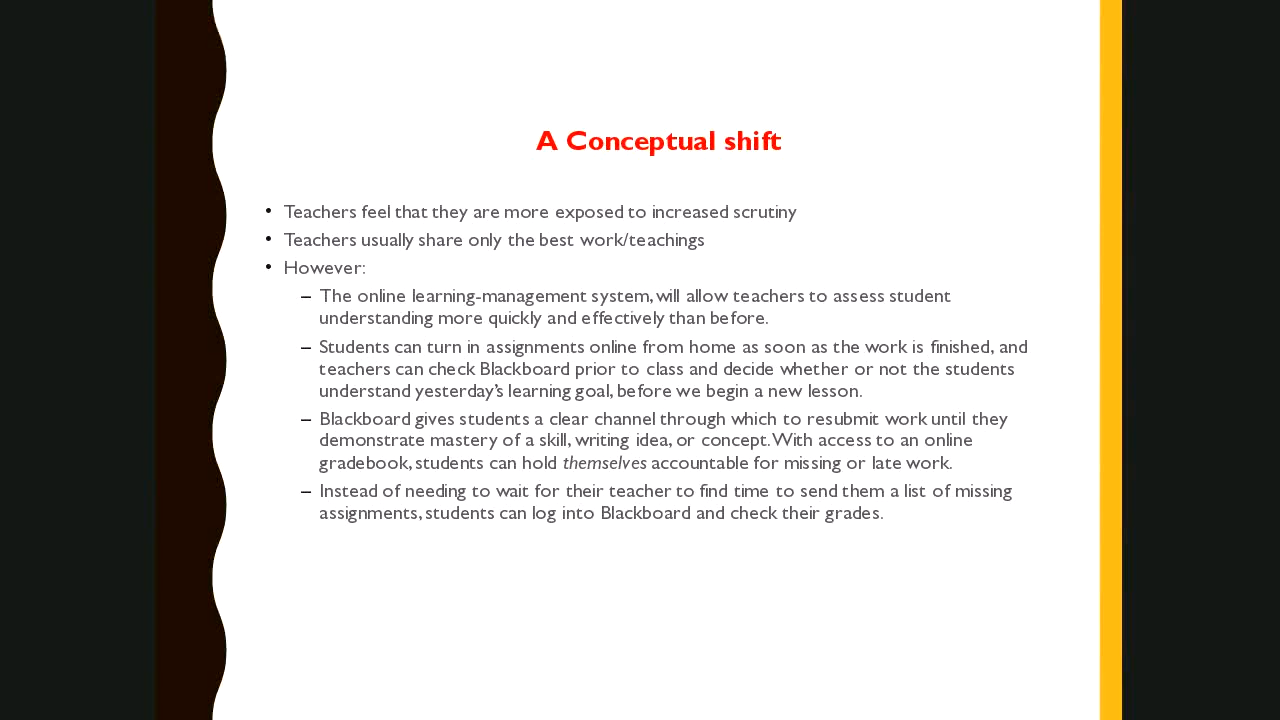 A Conceptual shift
• Teachers feel that they are more exposed to increased scrutiny
• Teachers usually share only the best work/teachings
• However:
– The online learning-management system, will allow teachers to assess student
understanding more quickly and effectively than before.
– Students can turn in assignments online from home as soon as the work is finished, and
teachers can check Blackboard prior to class and decide whether or not the students
understand yesterday's learning goal, before we begin a new lesson.
– Blackboard gives students a clear channel through which to resubmit work until they
demonstrate mastery of a skill, writing idea, or concept. With access to an online
gradebook, students can hold themselves accountable for missing or late work.
– Instead of needing to wait for their teacher to find time to send them a list of missing
assignments, students can log into Blackboard and check their grades.